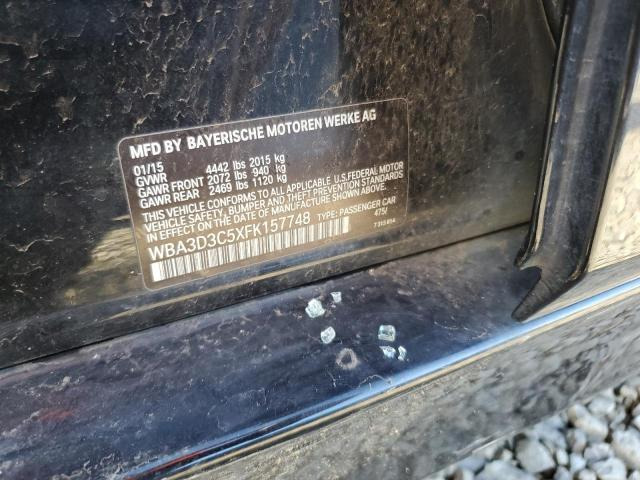 MFD BY BAYERISCHE MOTOREN WERKE AG
01/15
GVWR 4442 lbs 2015 kg
GAWR FRONT 2072 lbs 940 kg
GAWR REAR 2469 lbs 1120 kg
THIS VEHICLE CONFORMS TO ALL APPLICABLE U.S. FEDERAL MOTOR
VEHICLE SAFETY, BUMPER AND THEFT PREVENTION STANDARDS
IN EFFECT ON THE DATE OF MANUFACTURE SHOWN ABOVE.
WBA3D3C5XFK157748 TYPE: PASSENGER CAR
475/